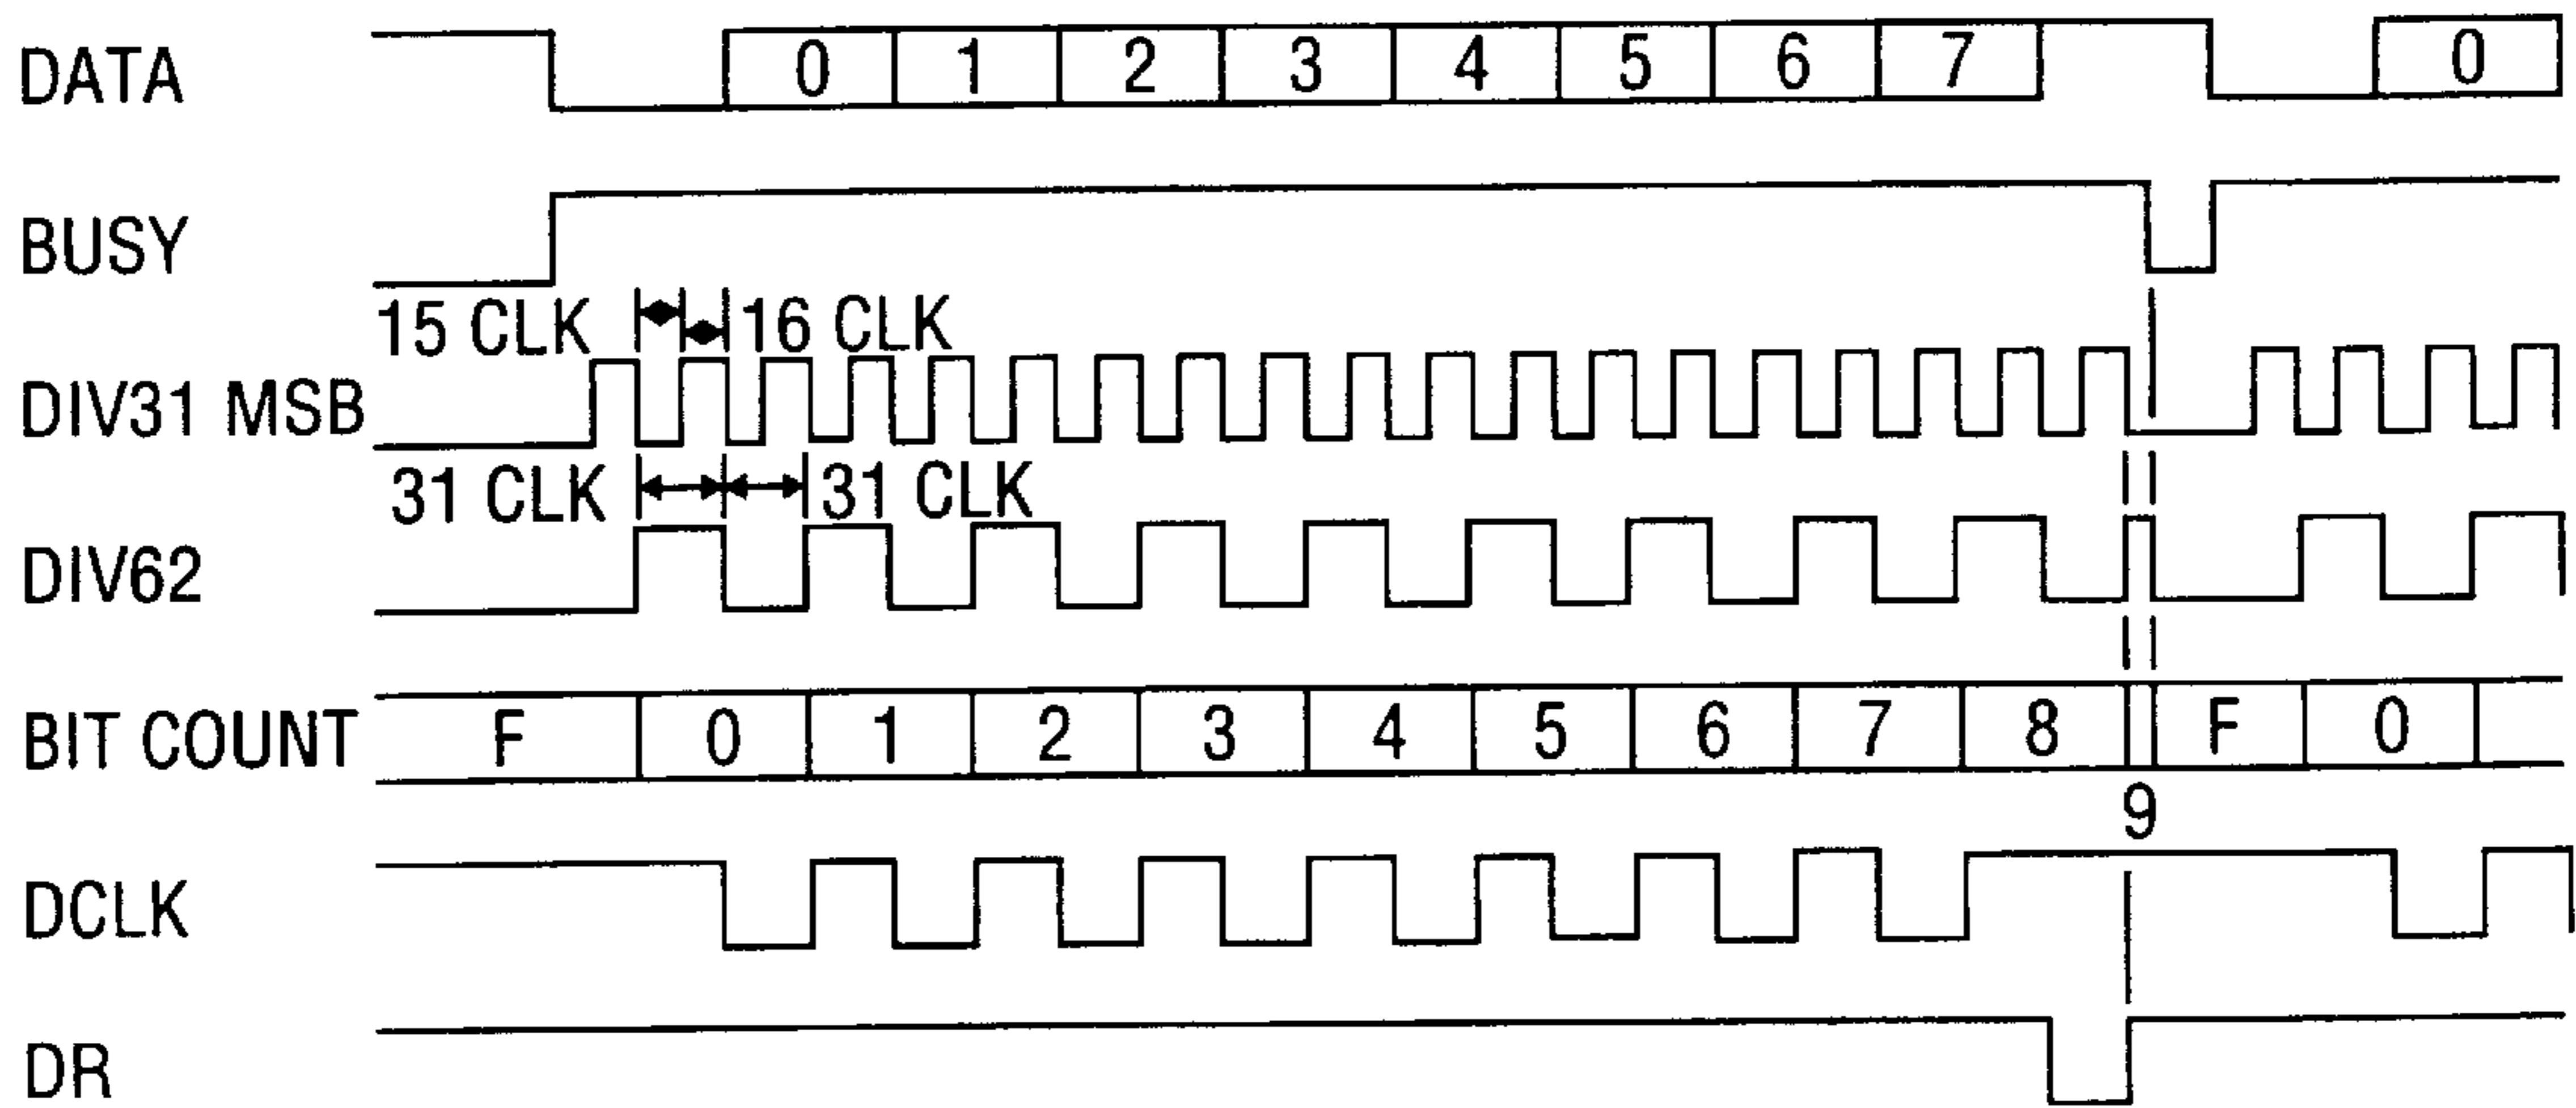 DATA 0 1 2 3 4 5 6 7 0
BUSY
15 CLK 16 CLK
DIV31 MSB
31 CLK 31 CLK
DIV62
BIT COUNT F 0 1 2 3 4 5 6 7 8 F 0
9
DCLK
DR